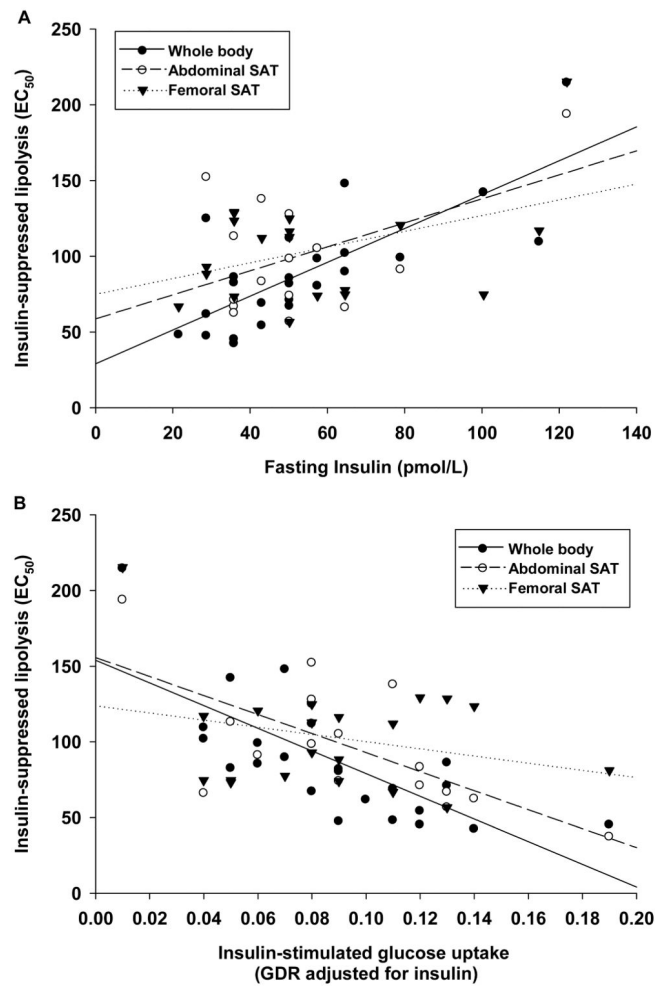 A
Insulin-suppressed lipolysis (EC50)
250
200
150
100
50
0
Whole body
Abdominal SAT
Femoral SAT
0 20 40 60 80 100 120 140
Fasting Insulin (pmol/L)
B
Insulin-suppressed lipolysis (EC50)
250
200
150
100
50
0
Whole body
Abdominal SAT
Femoral SAT
0.00 0.02 0.04 0.06 0.08 0.10 0.12 0.14 0.16 0.18 0.20
Insulin-stimulated glucose uptake
(GDR adjusted for insulin)